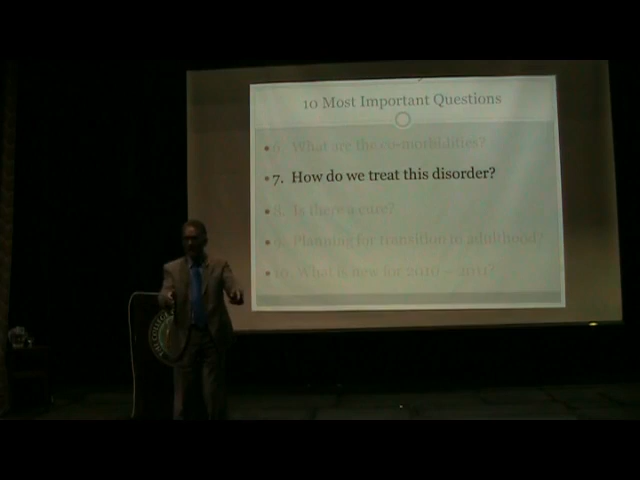 10 Most Important Questions
6. What are the co-morbidities?
7. How do we treat this disorder?
8. Is there a cure?
9. Planning for transition to adulthood?
10. What is new for 2010 – 2011?